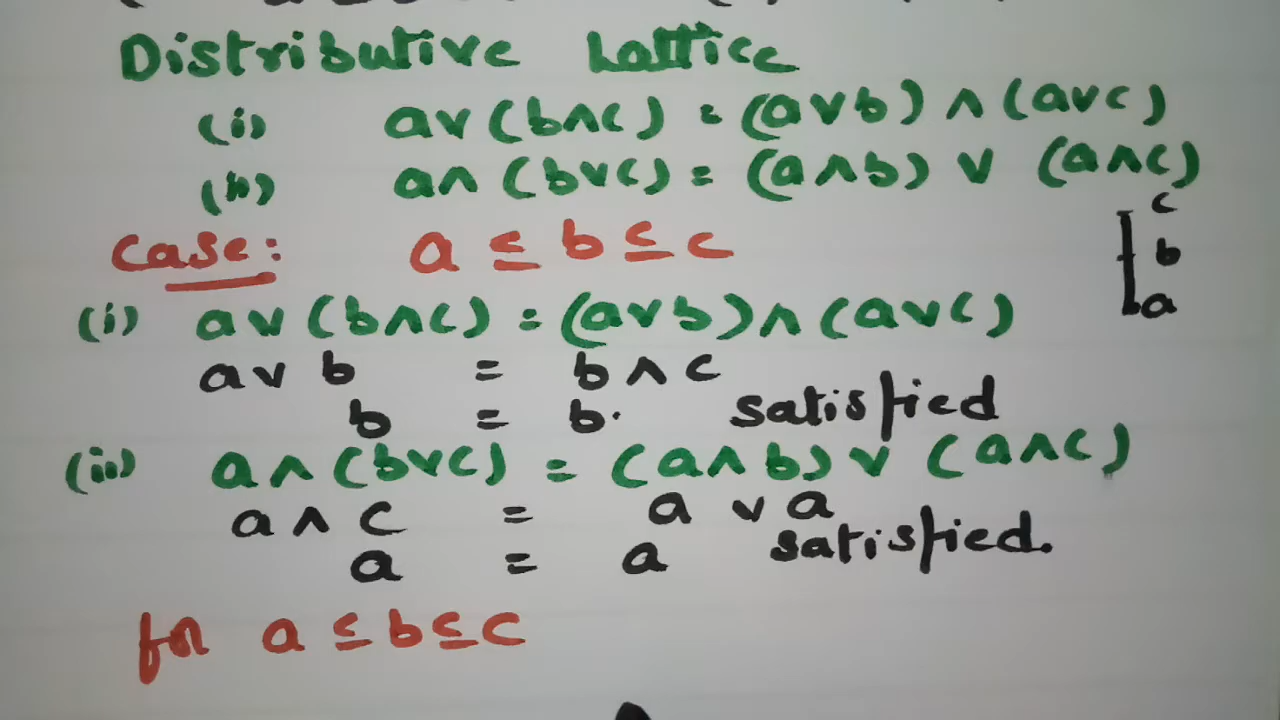 Distributive Lattice
(i) a∨(b∧c) = (a∨b) ∧ (a∨c)
(ii) a∧ (b∨c) = (a∧b) ∨ (a∧c)
c
Case: a ≤ b ≤ c
b
a
(i) a∨(b∧c) = (a∨b)∧(a∨c)
a∨ b = b∧c
b = b. satisfied
(ii) a∧(b∨c) = (a∧b)∨ (a∧c)
a∧ c = a ∨ a
a = a satisfied.
for a ≤ b ≤ c